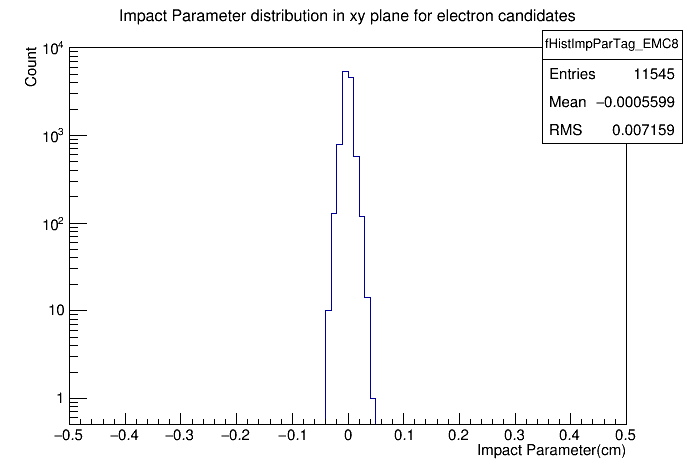 Impact Parameter distribution in xy plane for electron candidates
fHistImpParTag_EMC8
Entries 11545
Mean −0.0005599
RMS 0.007159
Count
10^4
10^3
10^2
10
1
−0.5 −0.4 −0.3 −0.2 −0.1 0 0.1 0.2 0.3 0.4 0.5
Impact Parameter(cm)